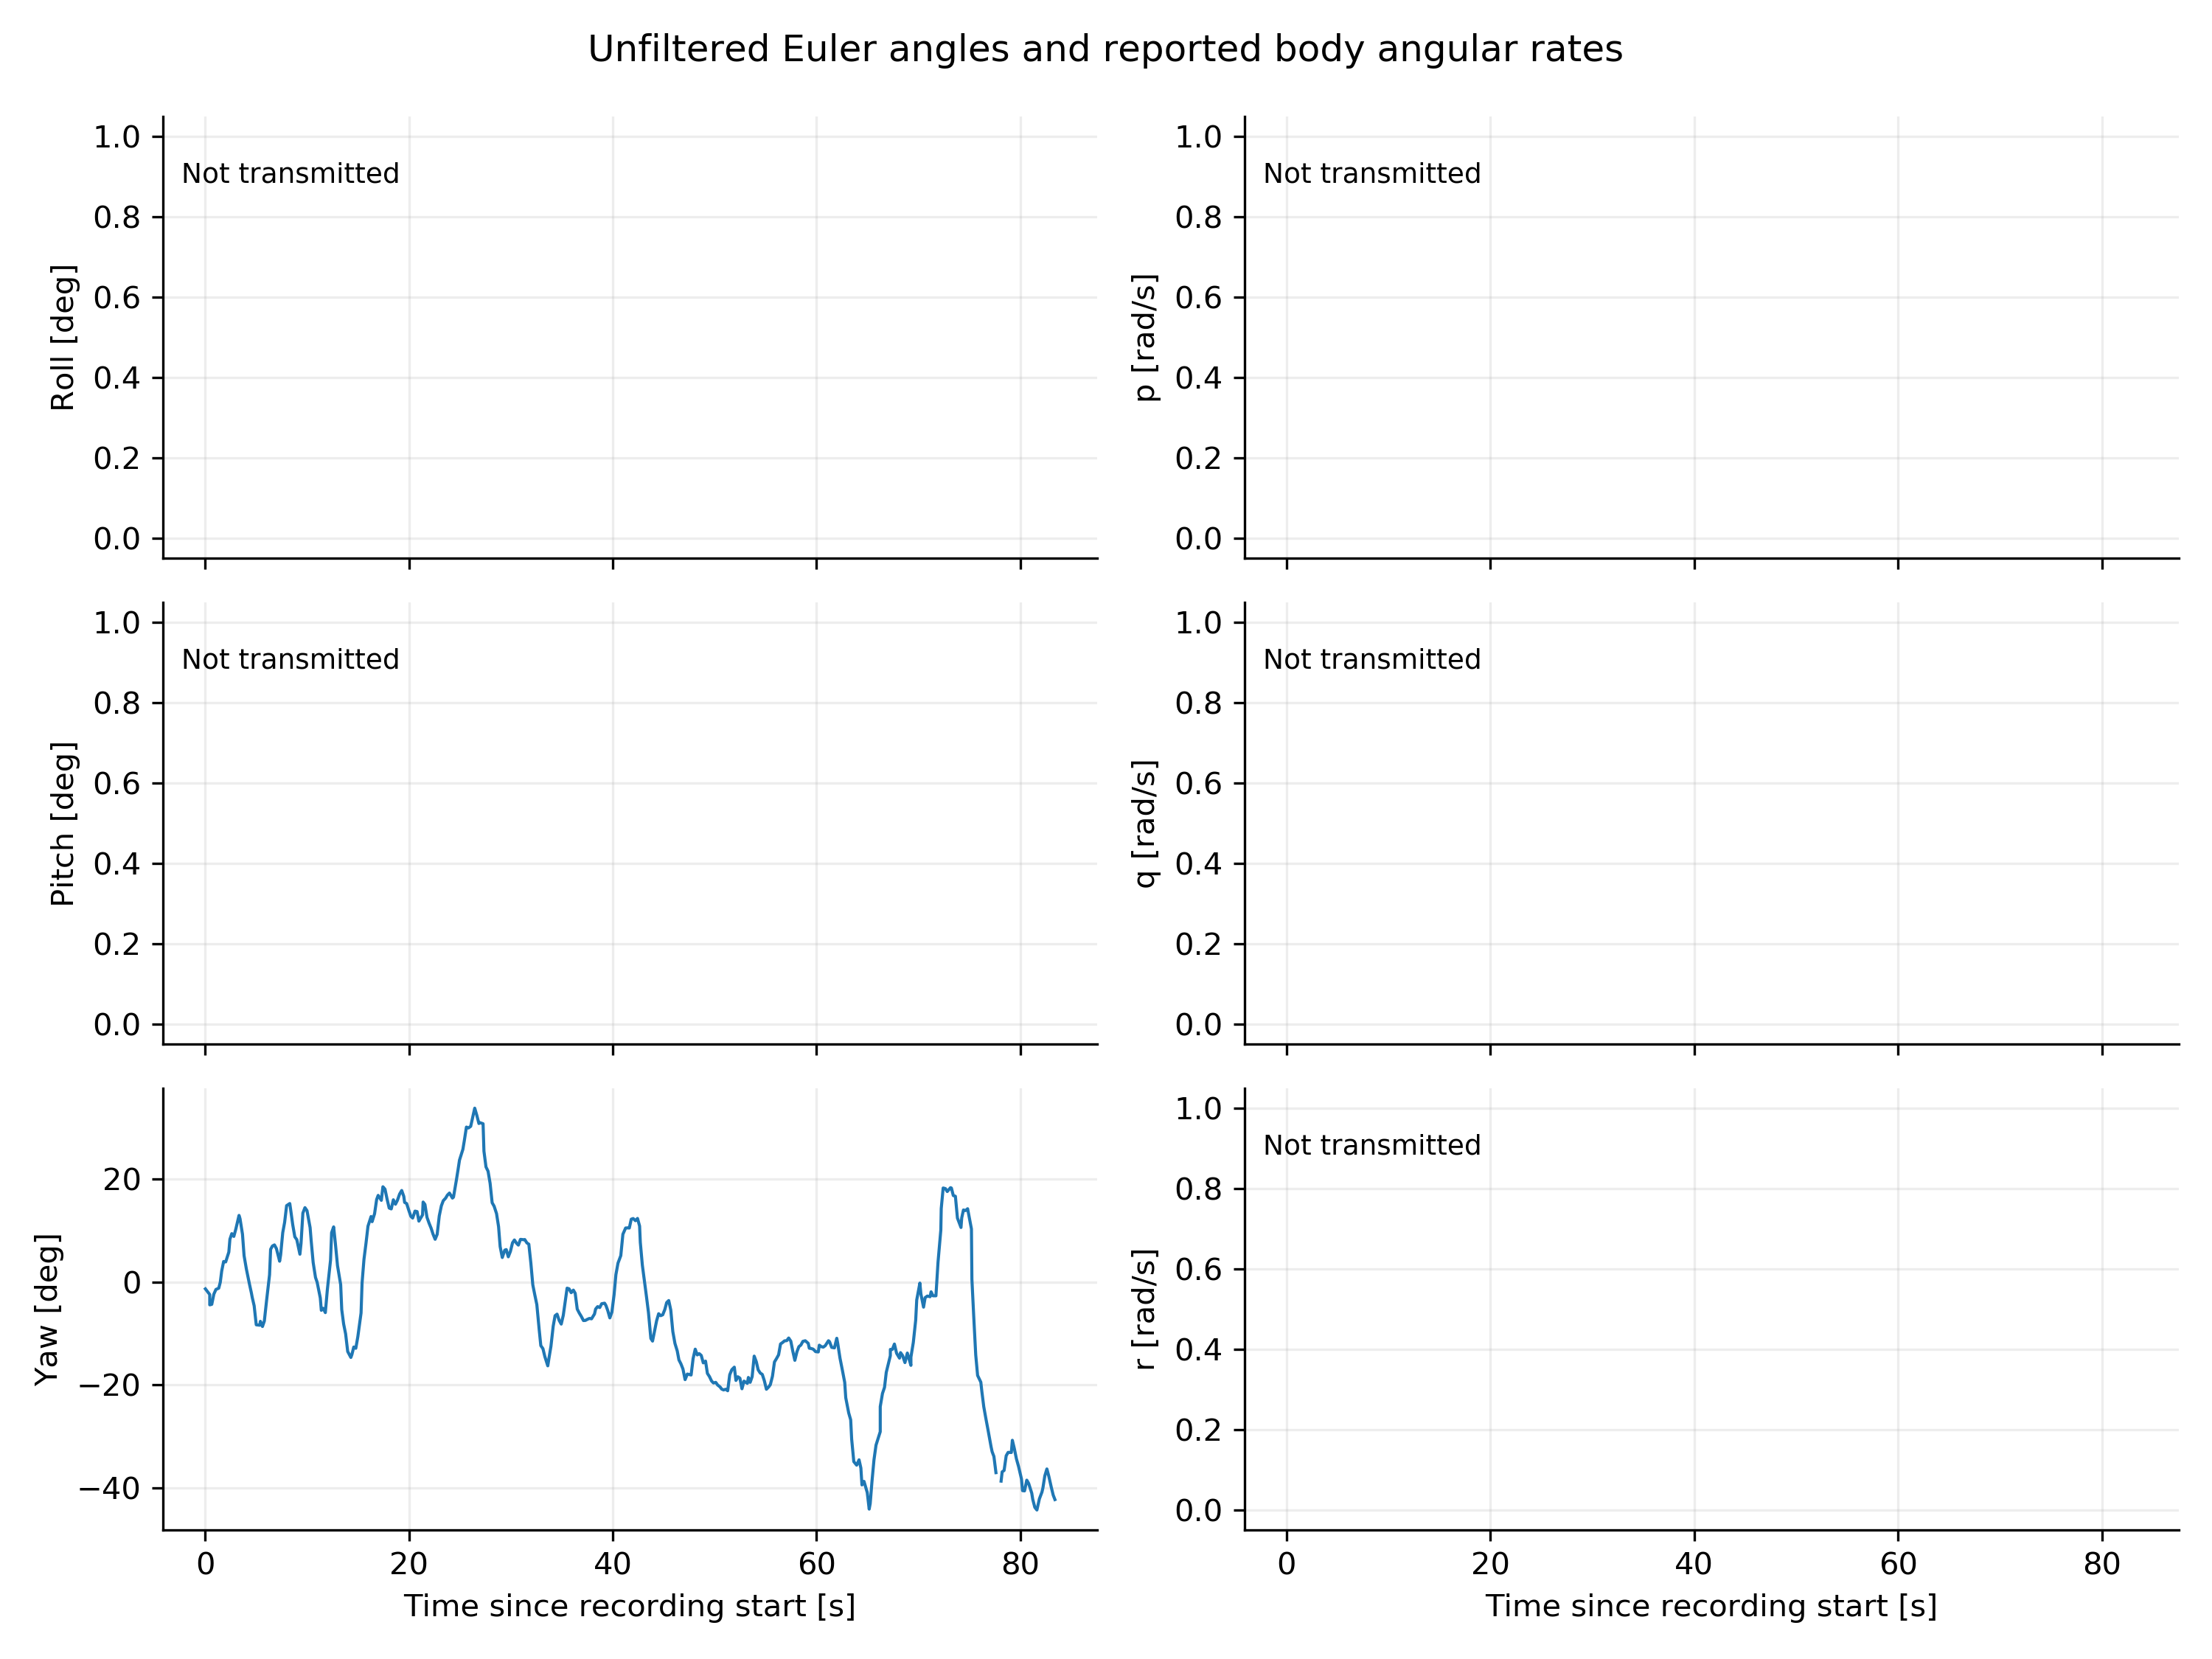 Unfiltered Euler angles and reported body angular rates
1.0
Not transmitted
0.8
0.6
0.4
0.2
0.0
Roll [deg]
1.0
Not transmitted
0.8
0.6
0.4
0.2
0.0
p [rad/s]
1.0
Not transmitted
0.8
0.6
0.4
0.2
0.0
Pitch [deg]
1.0
Not transmitted
0.8
0.6
0.4
0.2
0.0
q [rad/s]
20
0
−20
−40
Yaw [deg]
0 20 40 60 80
Time since recording start [s]
1.0
Not transmitted
0.8
0.6
0.4
0.2
0.0
r [rad/s]
0 20 40 60 80
Time since recording start [s]